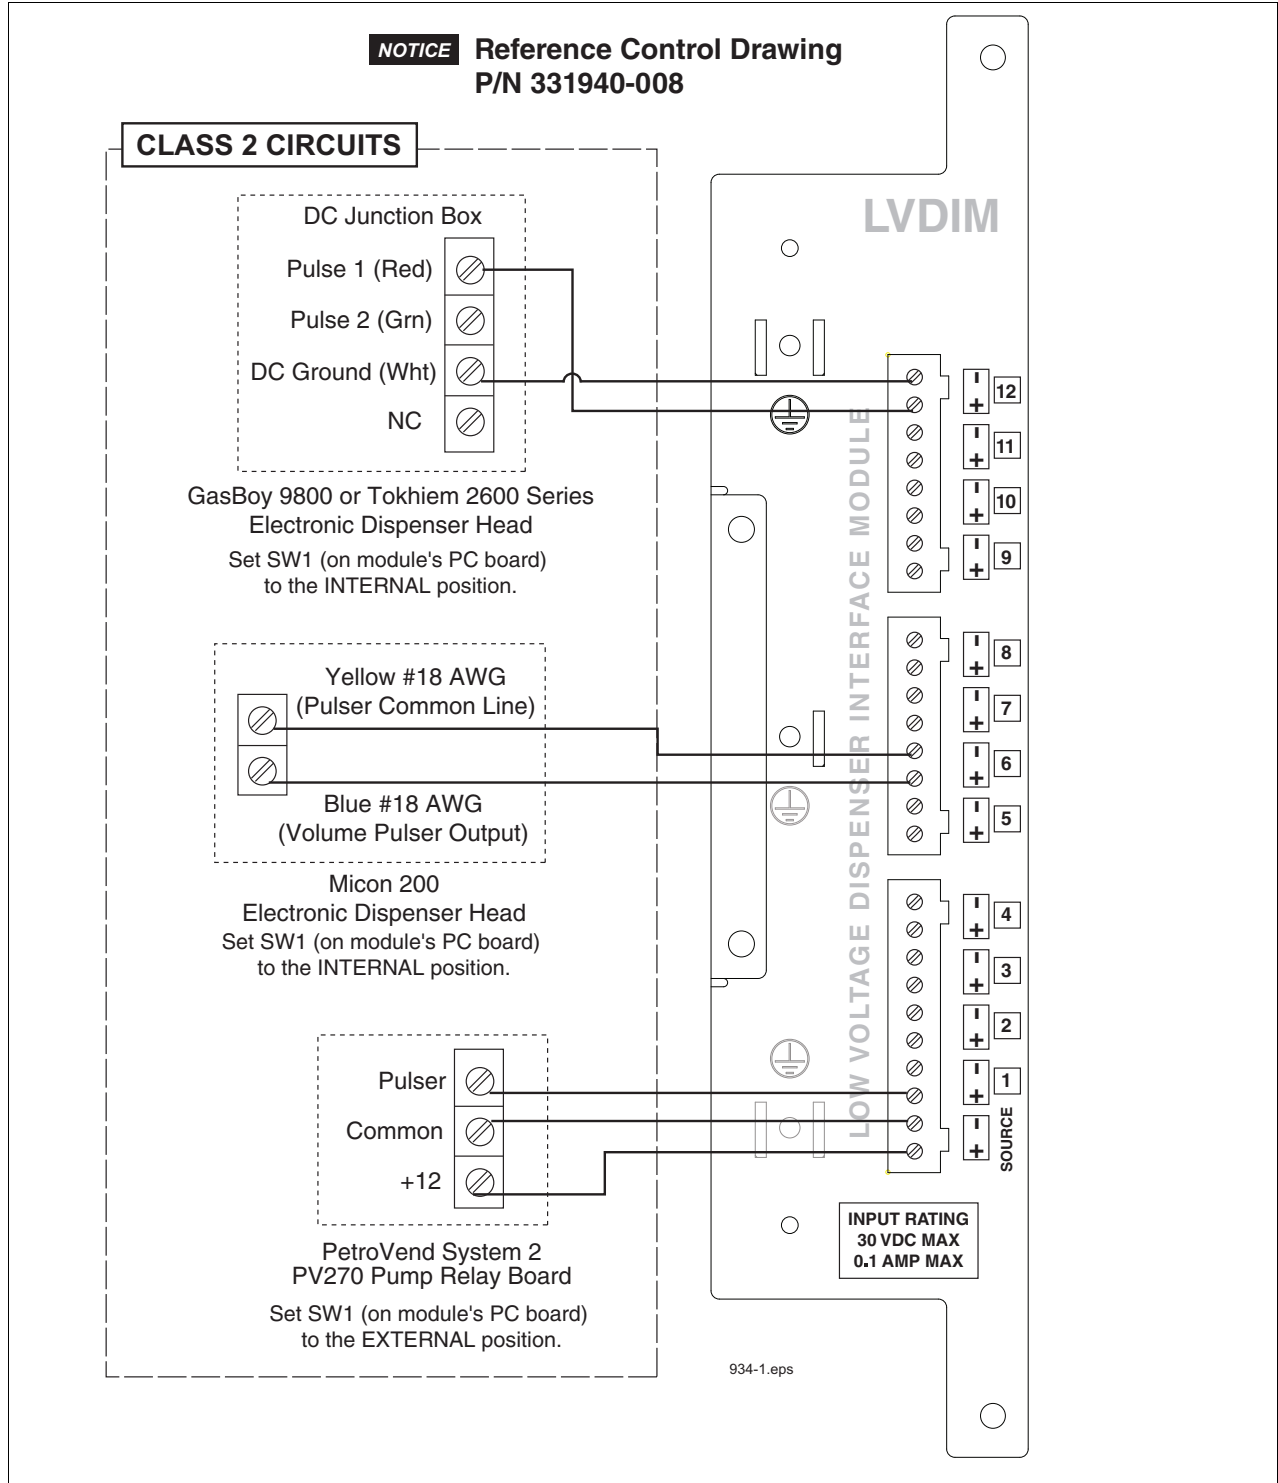 NOTICE Reference Control Drawing
P/N 331940-008
CLASS 2 CIRCUITS
DC Junction Box
Pulse 1 (Red)
Pulse 2 (Grn)
DC Ground (Wht)
NC
GasBoy 9800 or Tokhiem 2600 Series
Electronic Dispenser Head
Set SW1 (on module's PC board)
to the INTERNAL position.
Yellow #18 AWG
(Pulser Common Line)
Blue #18 AWG
(Volume Pulser Output)
Micon 200
Electronic Dispenser Head
Set SW1 (on module's PC board)
to the INTERNAL position.
Pulser
Common
+12
PetroVend System 2
PV270 Pump Relay Board
Set SW1 (on module's PC board)
to the EXTERNAL position.
LVDIM
LOW VOLTAGE DISPENSER INTERFACE MODULE
- + 12
- + 11
- + 10
- + 9
- + 8
- + 7
- + 6
- + 5
- + 4
- + 3
- + 2
- + 1
- + SOURCE
INPUT RATING
30 VDC MAX
0.1 AMP MAX
934-1.eps